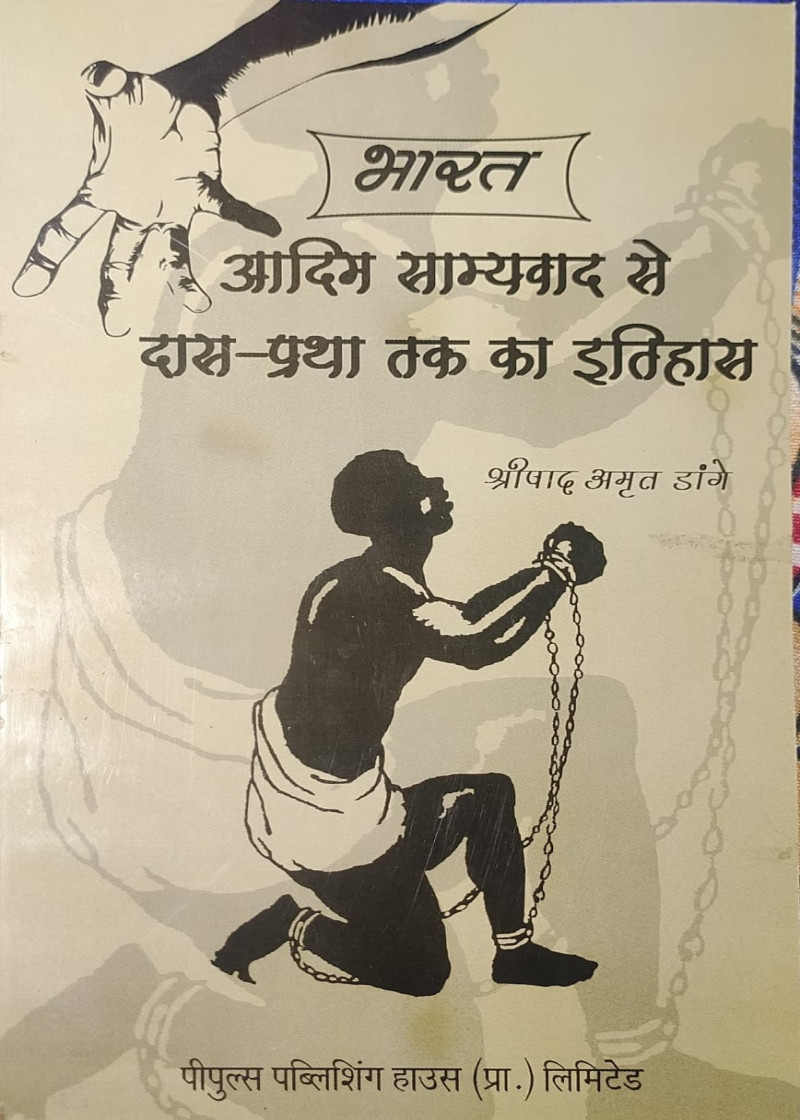 भारत
आदिम साम्यवाद से
दास-प्रथा तक का इतिहास
श्रीपाद अमृत डांगे
पीपुल्स पब्लिशिंग हाउस (प्रा.) लिमिटेड